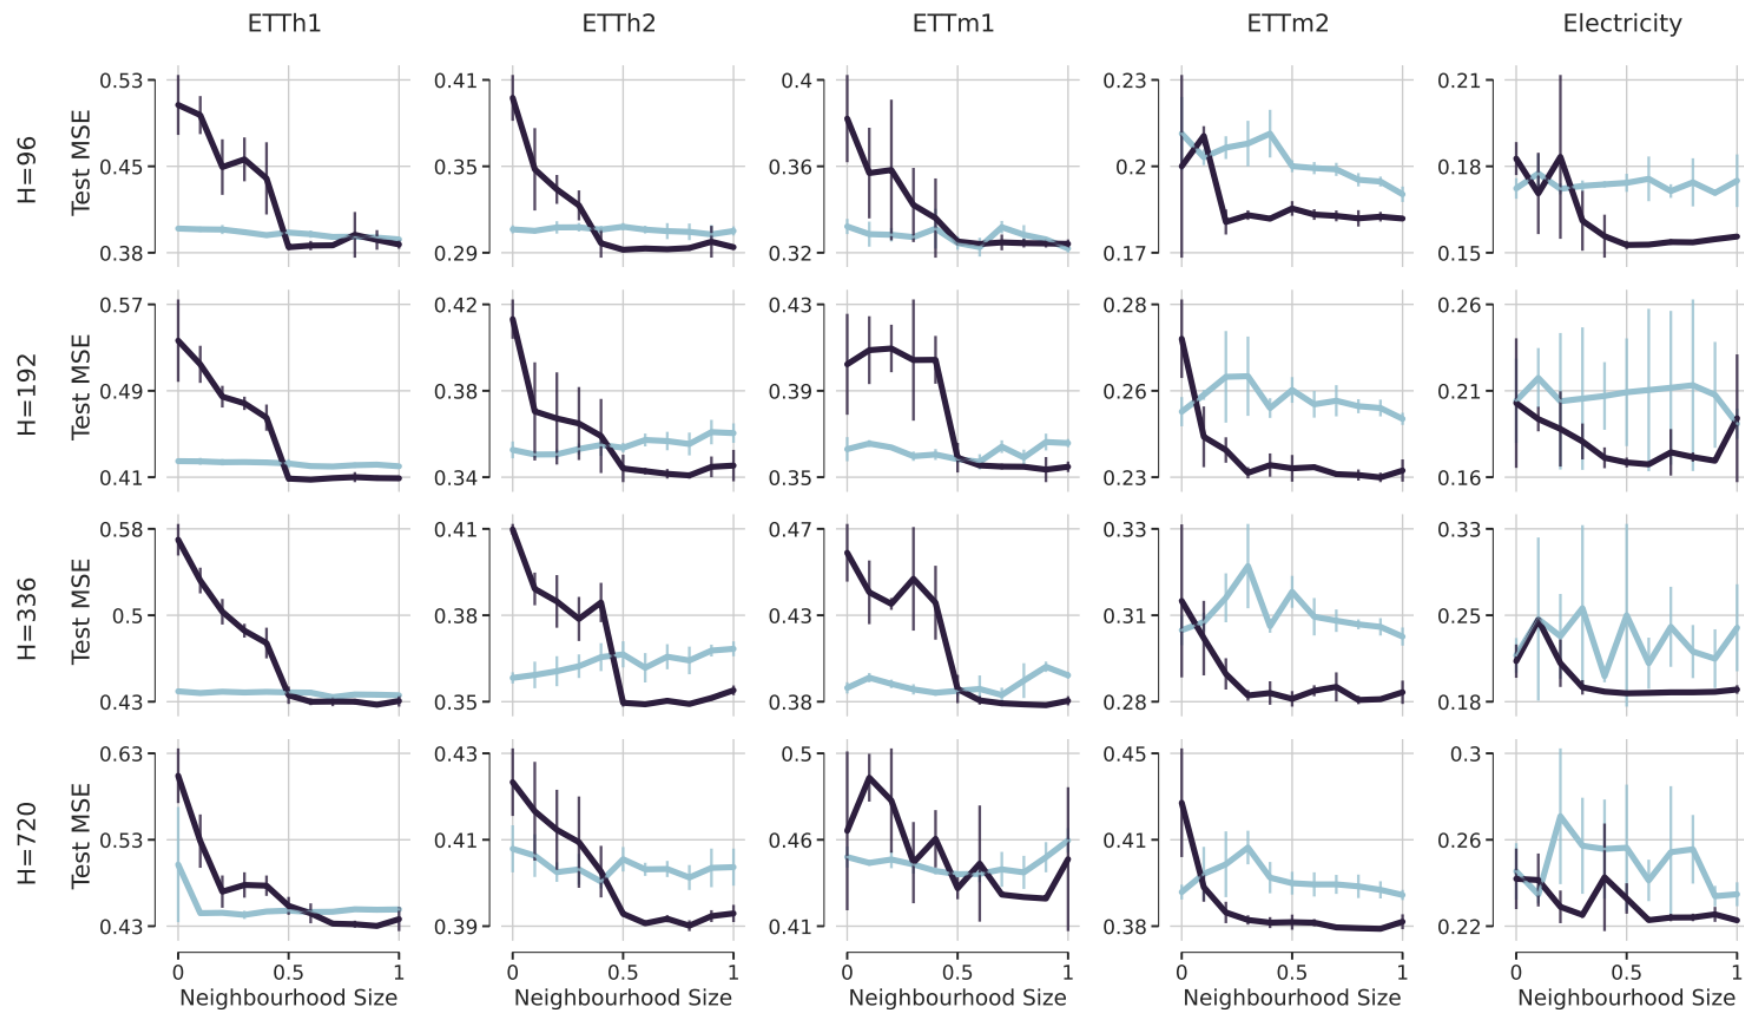 ETTh1 ETTh2 ETTm1 ETTm2 Electricity
H=96
Test MSE
0.53 0.41 0.4 0.23 0.21
0.45 0.35 0.36 0.2 0.18
0.38 0.29 0.32 0.17 0.15
H=192
Test MSE
0.57 0.42 0.43 0.28 0.26
0.49 0.38 0.39 0.26 0.21
0.41 0.34 0.35 0.23 0.16
H=336
Test MSE
0.58 0.41 0.47 0.33 0.33
0.5 0.38 0.43 0.31 0.25
0.43 0.35 0.38 0.28 0.18
H=720
Test MSE
0.63 0.43 0.5 0.45 0.3
0.53 0.41 0.46 0.41 0.26
0.43 0.39 0.41 0.38 0.22
0 0.5 1 0 0.5 1 0 0.5 1 0 0.5 1 0 0.5 1
Neighbourhood Size Neighbourhood Size Neighbourhood Size Neighbourhood Size Neighbourhood Size